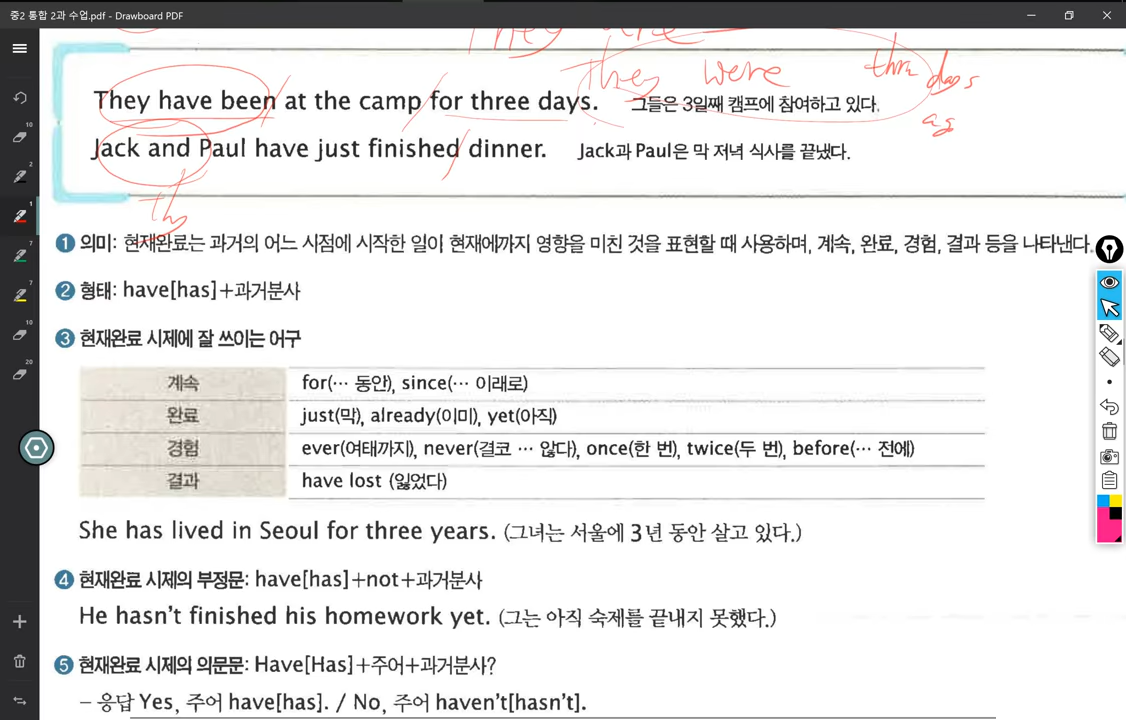 중2 통합 2과 수업.pdf - Drawboard PDF
They are
They were three days
They have been at the camp for three days. 그들은 3일째 캠프에 참여하고 있다.
Jack and Paul have just finished dinner. Jack과 Paul은 막 저녁 식사를 끝냈다.
1 의미: 현재완료는 과거의 어느 시점에 시작한 일이 현재에까지 영향을 미친 것을 표현할 때 사용하며, 계속, 완료, 경험, 결과 등을 나타낸다.
2 형태: have[has]+과거분사
3 현재완료 시제에 잘 쓰이는 어구
계속 for(… 동안), since(… 이래로)
완료 just(막), already(이미), yet(아직)
경험 ever(여태까지), never(결코 … 않다), once(한 번), twice(두 번), before(… 전에)
결과 have lost (잃었다)
She has lived in Seoul for three years. (그녀는 서울에 3년 동안 살고 있다.)
4 현재완료 시제의 부정문: have[has]+not+과거분사
He hasn't finished his homework yet. (그는 아직 숙제를 끝내지 못했다.)
5 현재완료 시제의 의문문: Have[Has]+주어+과거분사?
– 응답 Yes, 주어 have[has]. / No, 주어 haven't[hasn't].
10
2
1
7
7
10
20